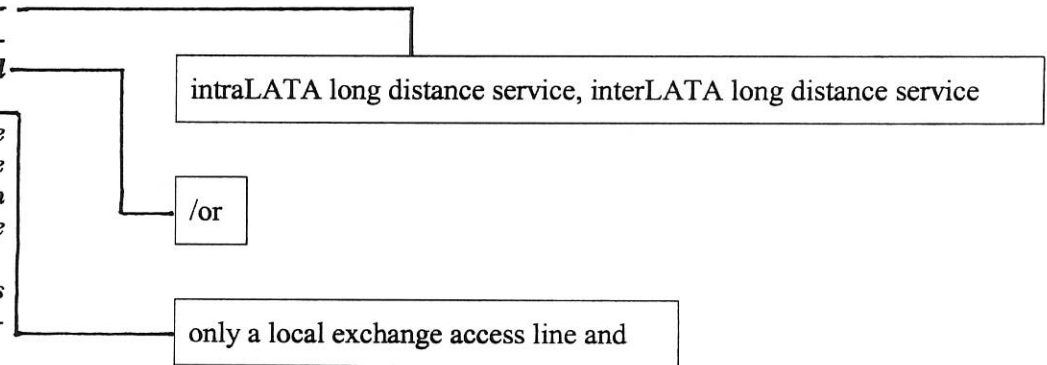 intraLATA long distance service, interLATA long distance service
/or
only a local exchange access line and